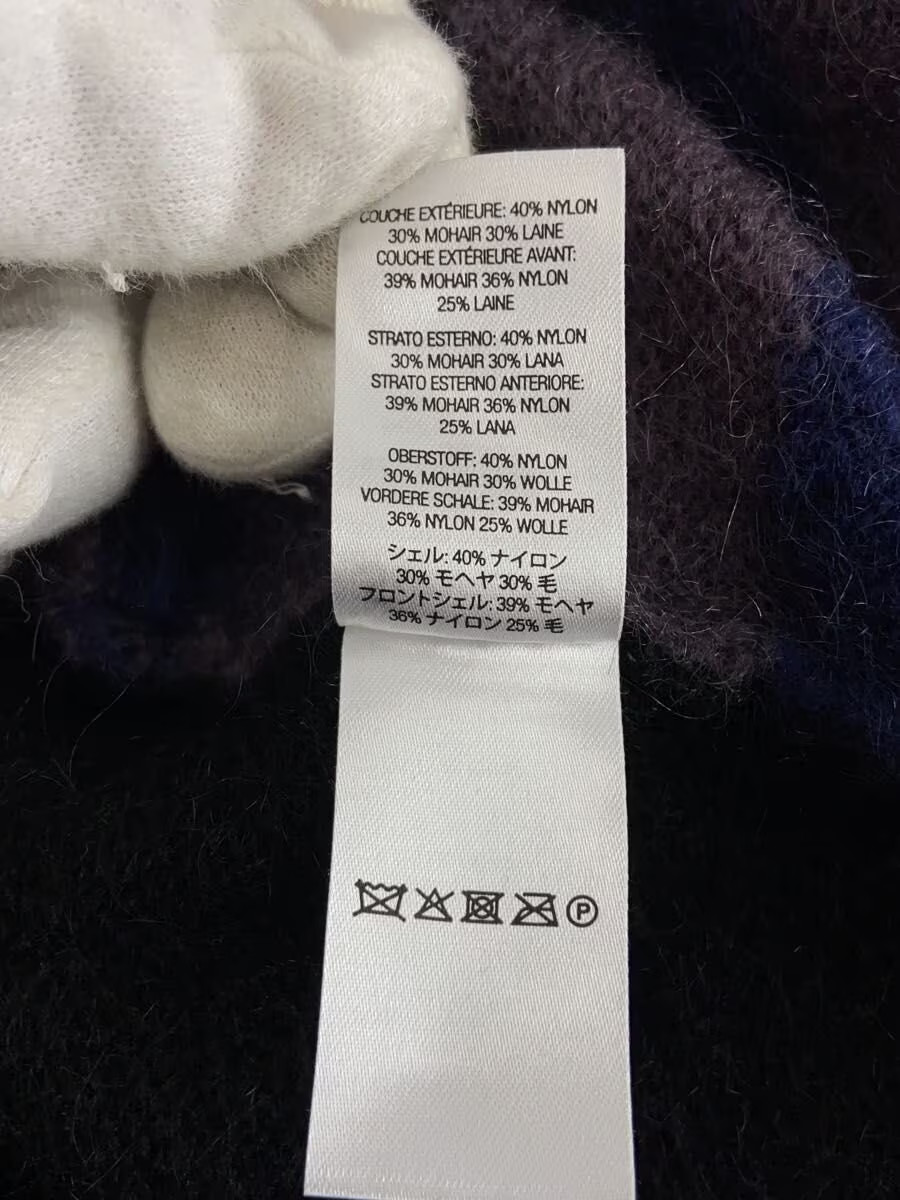 COUCHE EXTÉRIEURE: 40% NYLON
30% MOHAIR 30% LAINE
COUCHE EXTÉRIEURE AVANT:
39% MOHAIR 36% NYLON
25% LAINE
STRATO ESTERNO: 40% NYLON
30% MOHAIR 30% LANA
STRATO ESTERNO ANTERIORE:
39% MOHAIR 36% NYLON
25% LANA
OBERSTOFF: 40% NYLON
30% MOHAIR 30% WOLLE
VORDERE SCHALE: 39% MOHAIR
36% NYLON 25% WOLLE
シェル: 40% ナイロン
30% モヘヤ 30% 毛
フロントシェル: 39% モヘヤ
36% ナイロン 25% 毛
P